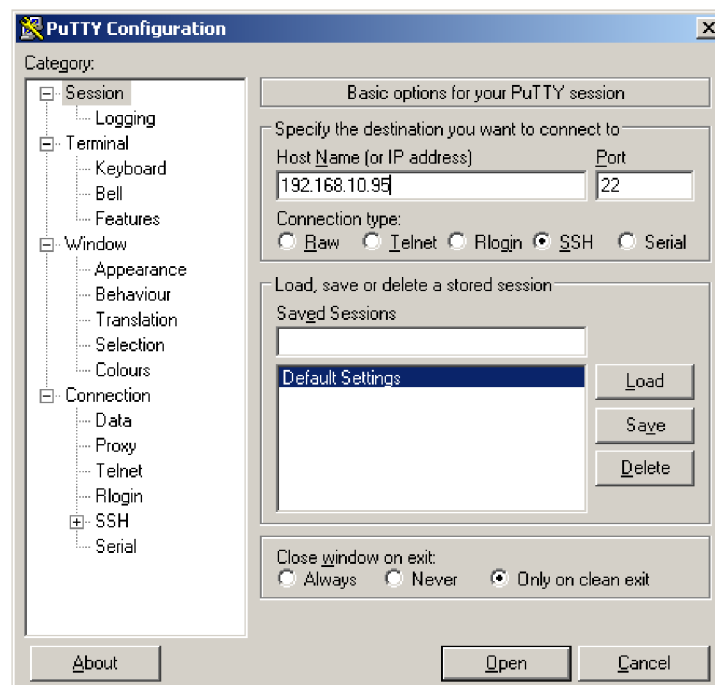 PuTTY Configuration
Category:
Session
Logging
Terminal
Keyboard
Bell
Features
Window
Appearance
Behaviour
Translation
Selection
Colours
Connection
Data
Proxy
Telnet
Rlogin
SSH
Serial
Basic options for your PuTTY session
Specify the destination you want to connect to
Host Name (or IP address) Port
192.168.10.95 22
Connection type:
Raw Telnet Rlogin SSH Serial
Load, save or delete a stored session
Saved Sessions
Default Settings
Load
Save
Delete
Close window on exit:
Always Never Only on clean exit
About Open Cancel